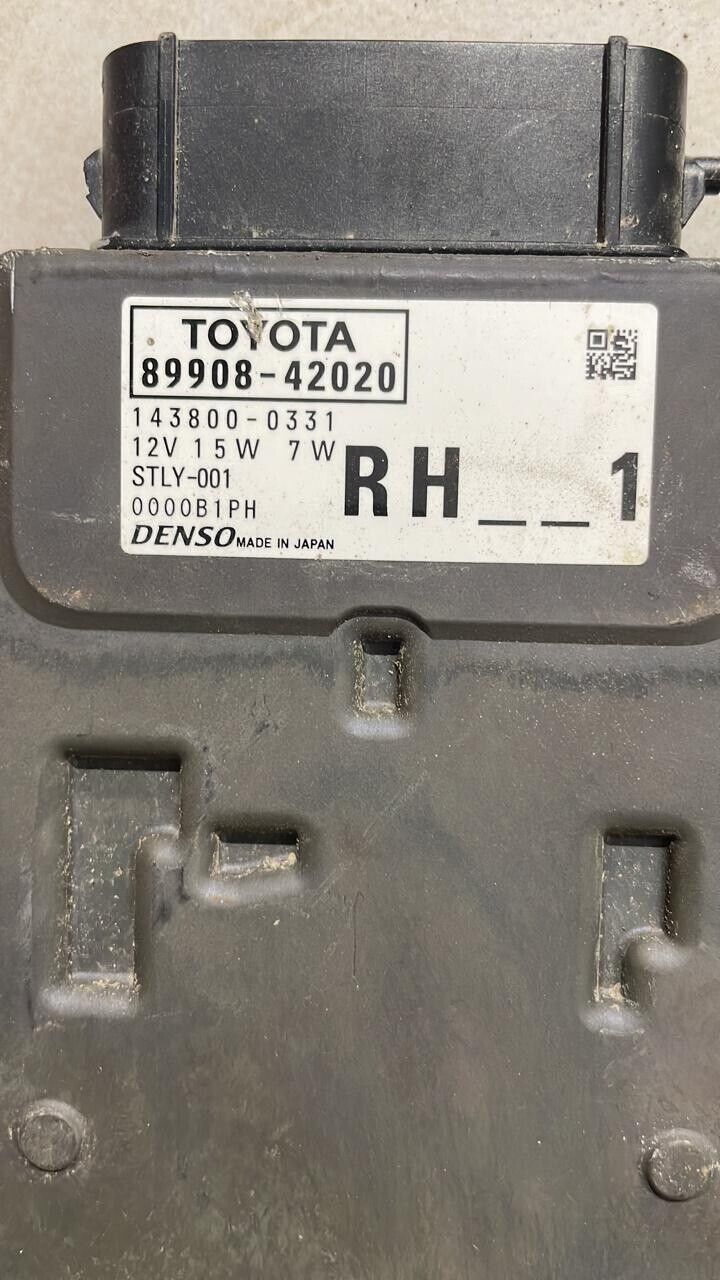 TOYOTA
89908-42020
143800-0331
12V 15W 7W
STLY-001
0000B1PH
RH__1
DENSO MADE IN JAPAN